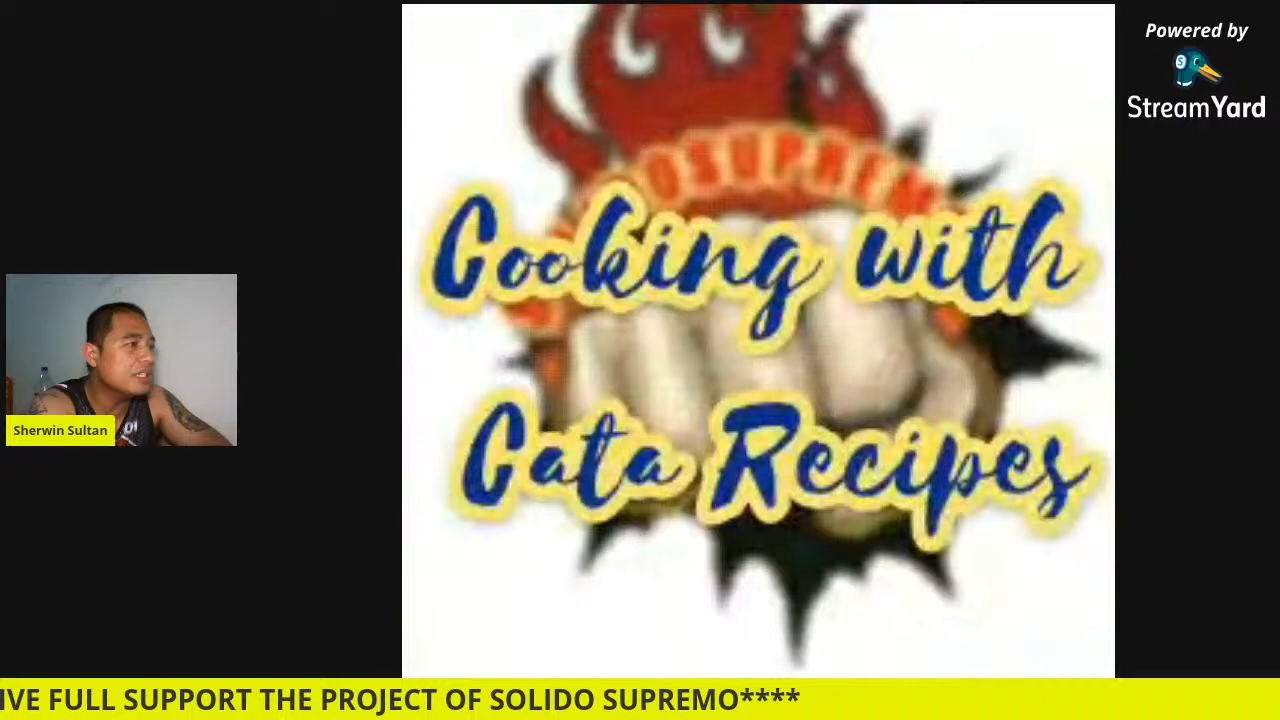 Powered by
StreamYard
Cooking with
Cata Recipes
Sherwin Sultan
IVE FULL SUPPORT THE PROJECT OF SOLIDO SUPREMO****